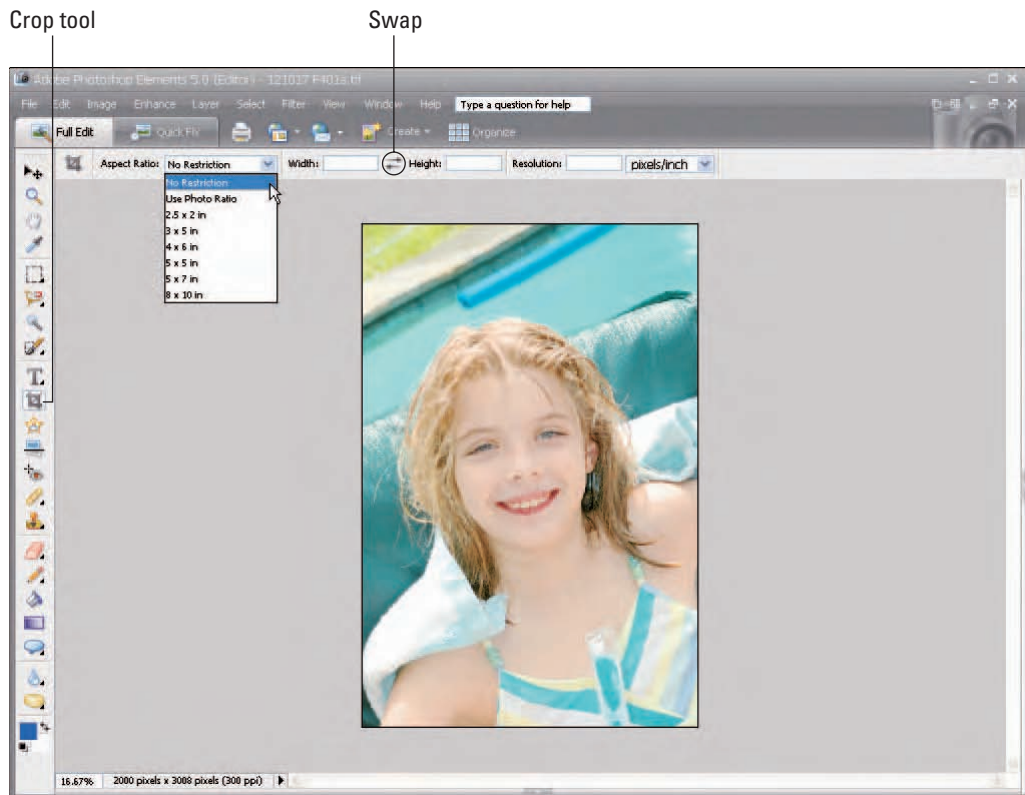 Crop tool Swap
Adobe Photoshop Elements 5.0 (Editor) - 121017 F401a.tif
File Edit Image Enhance Layer Select Filter View Window Help Type a question for help
Full Edit Quick Fix Create Organize
Aspect Ratio: No Restriction Width: Height: Resolution: pixels/inch
No Restriction
Use Photo Ratio
2.5 x 2 in
3 x 5 in
4 x 6 in
5 x 5 in
5 x 7 in
8 x 10 in
T
16.67% 2000 pixels x 3008 pixels (300 ppi)